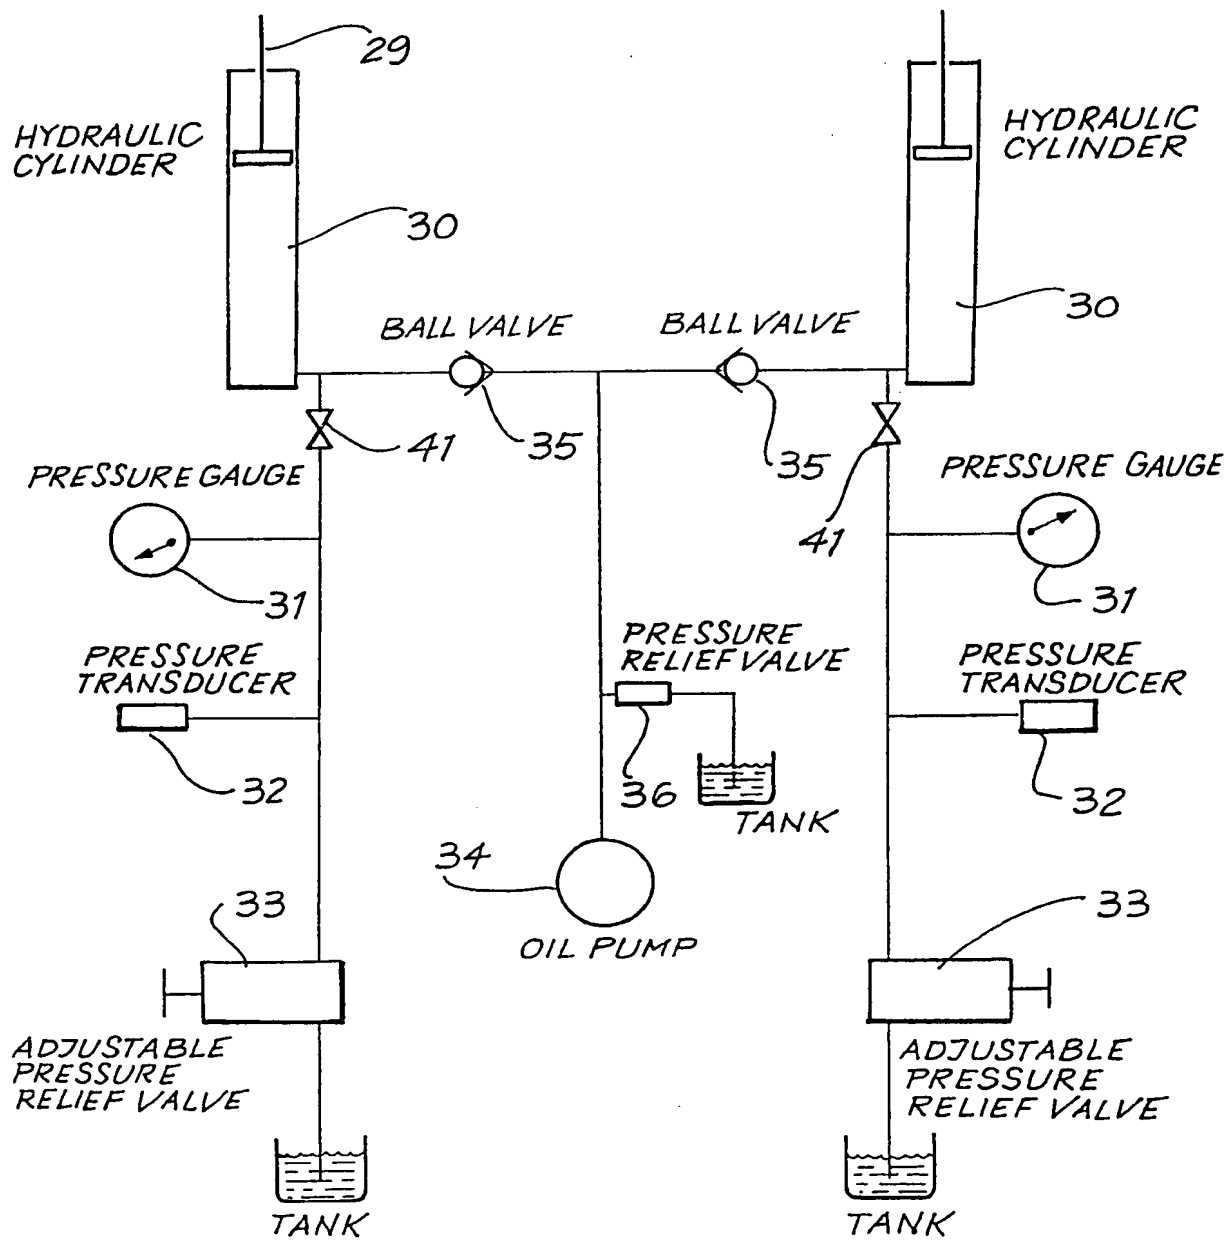 29
HYDRAULIC
CYLINDER
HYDRAULIC
CYLINDER
30
30
BALL VALVE
BALL VALVE
35
35
41
41
PRESSURE GAUGE
PRESSURE GAUGE
31
31
PRESSURE
TRANSDUCER
PRESSURE
RELIEF VALVE
PRESSURE
TRANSDUCER
32
36
32
TANK
34
OIL PUMP
33
33
ADJUSTABLE
PRESSURE
RELIEF VALVE
ADJUSTABLE
PRESSURE
RELIEF VALVE
TANK
TANK